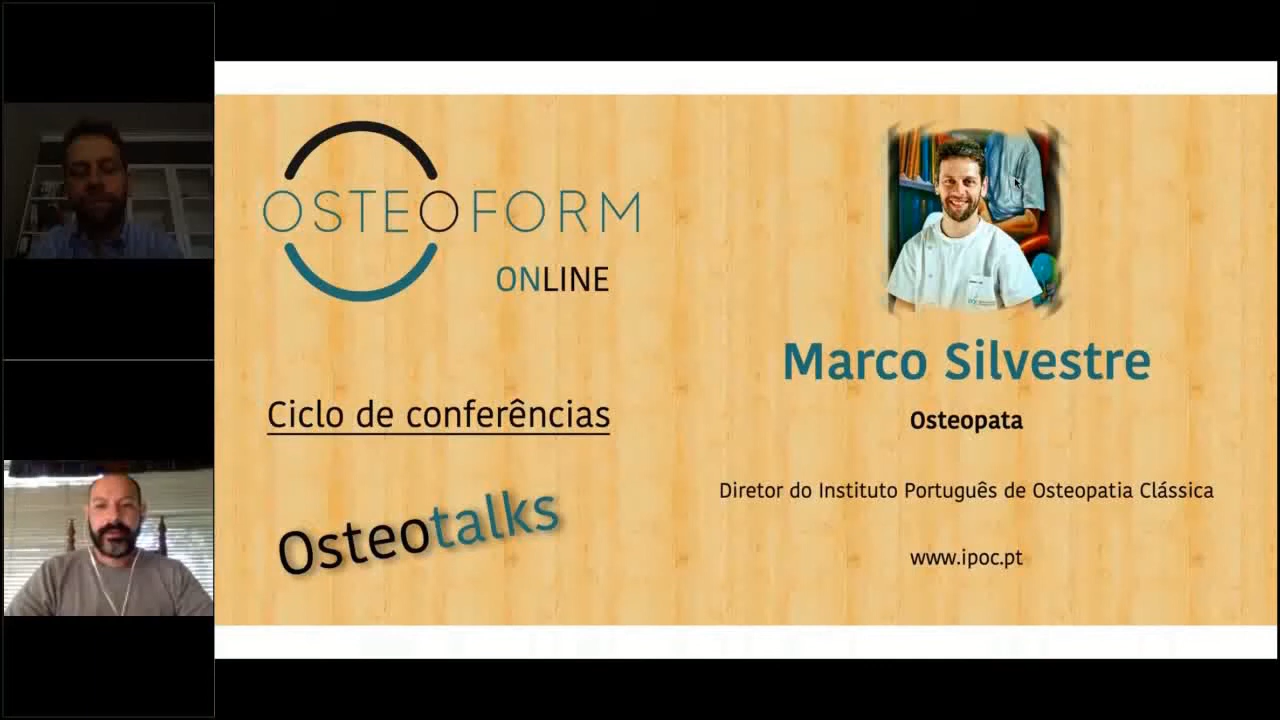 OSTEOFORM
ONLINE
Ciclo de conferências
Osteotalks
Marco Silvestre
Osteopata
Diretor do Instituto Português de Osteopatia Clássica
www.ipoc.pt